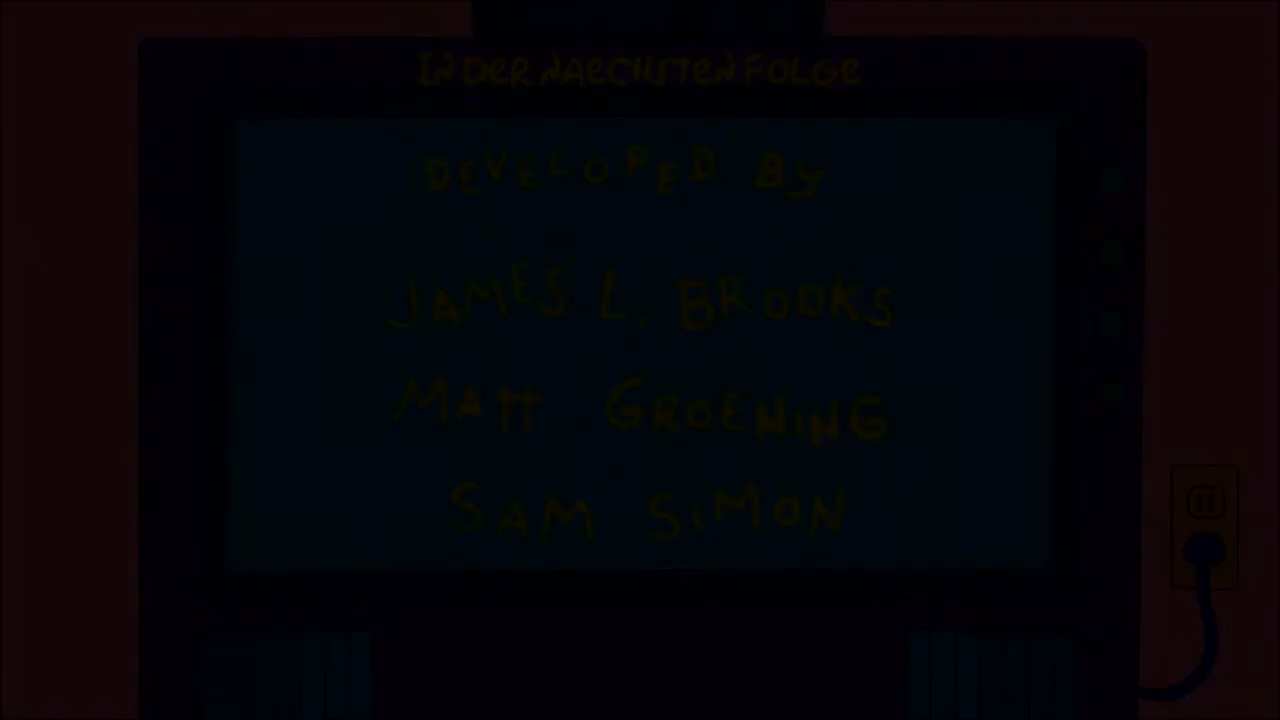 IN DER NAECHSTEN FOLGE
DEVELOPED BY
JAMES L. BROOKS
MATT GROENING
SAM SIMON